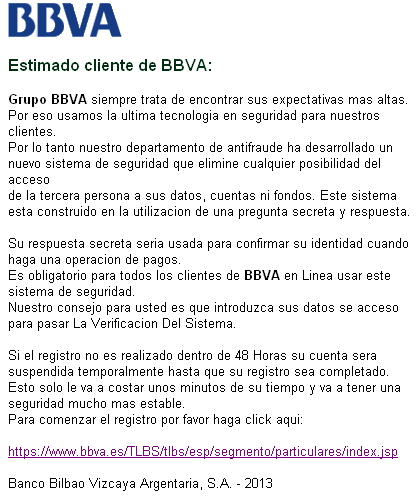 BBVA
Estimado cliente de BBVA:
Grupo BBVA siempre trata de encontrar sus expectativas mas altas.
Por eso usamos la ultima tecnologia en seguridad para nuestros
clientes.
Por lo tanto nuestro departamento de antifraude ha desarrollado un
nuevo sistema de seguridad que elimine cualquier posibilidad del
acceso
de la tercera persona a sus datos, cuentas ni fondos. Este sistema
esta construido en la utilizacion de una pregunta secreta y respuesta.
Su respuesta secreta seria usada para confirmar su identidad cuando
haga una operacion de pagos.
Es obligatorio para todos los clientes de BBVA en Linea usar este
sistema de seguridad.
Nuestro consejo para usted es que introduzca sus datos se acceso
para pasar La Verificacion Del Sistema.
Si el registro no es realizado dentro de 48 Horas su cuenta sera
suspendida temporalmente hasta que su registro sea completado.
Esto solo le va a costar unos minutos de su tiempo y va a tener una
seguridad mucho mas estable.
Para comenzar el registro por favor haga click aqui:
https://www.bbva.es/TLBS/tlbs/esp/segmento/particulares/index.jsp
Banco Bilbao Vizcaya Argentaria, S.A. - 2013